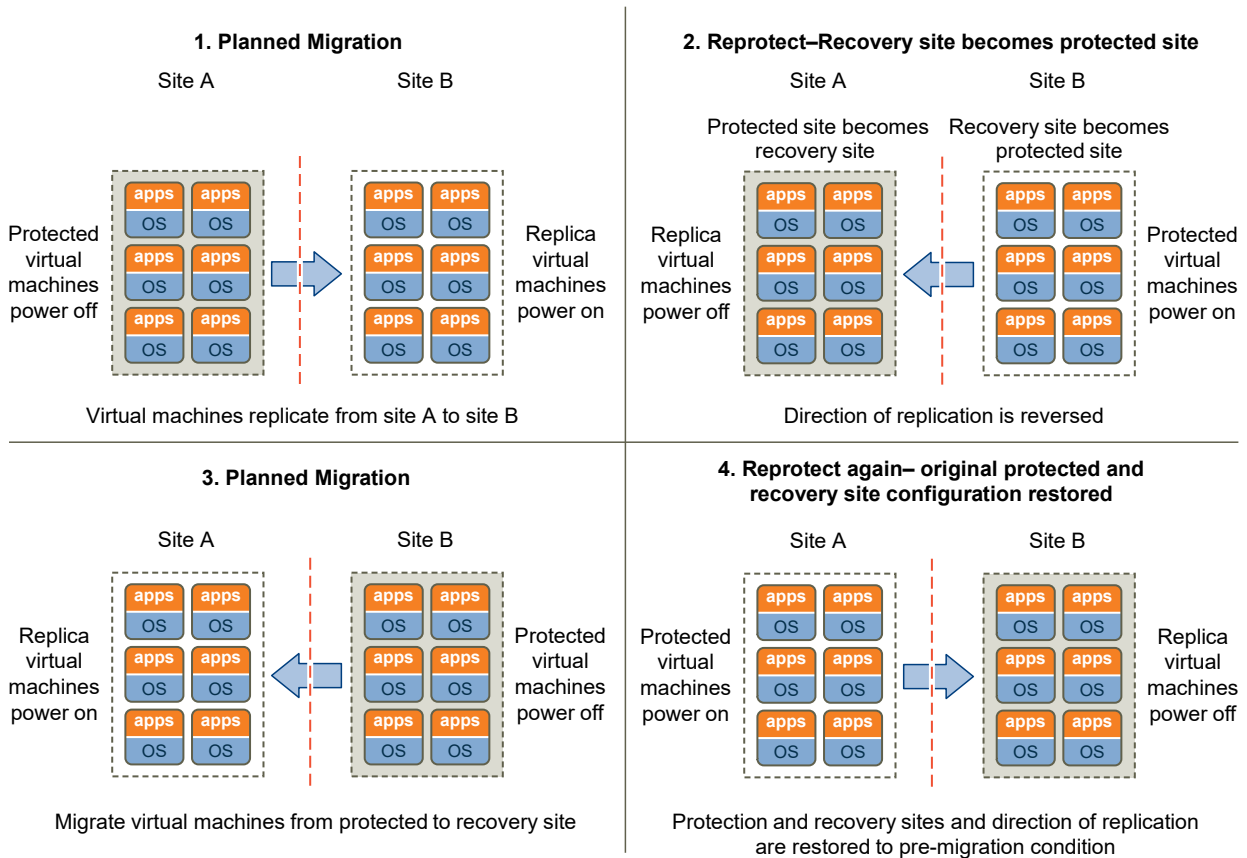 1. Planned Migration
Site A
Site B
Protected
virtual
machines
power off
apps apps
OS OS
apps apps
OS OS
apps apps
OS OS
apps apps
OS OS
apps apps
OS OS
apps apps
OS OS
Replica
virtual
machines
power on
Virtual machines replicate from site A to site B
2. Reprotect–Recovery site becomes protected site
Site A
Site B
Protected site becomes
recovery site
Recovery site becomes
protected site
Replica
virtual
machines
power off
apps apps
OS OS
apps apps
OS OS
apps apps
OS OS
apps apps
OS OS
apps apps
OS OS
apps apps
OS OS
Protected
virtual
machines
power on
Direction of replication is reversed
3. Planned Migration
Site A
Site B
Replica
virtual
machines
power on
apps apps
OS OS
apps apps
OS OS
apps apps
OS OS
apps apps
OS OS
apps apps
OS OS
apps apps
OS OS
Protected
virtual
machines
power off
Migrate virtual machines from protected to recovery site
4. Reprotect again– original protected and
recovery site configuration restored
Site A
Site B
Protected
virtual
machines
power on
apps apps
OS OS
apps apps
OS OS
apps apps
OS OS
apps apps
OS OS
apps apps
OS OS
apps apps
OS OS
Replica
virtual
machines
power off
Protection and recovery sites and direction of replication
are restored to pre-migration condition